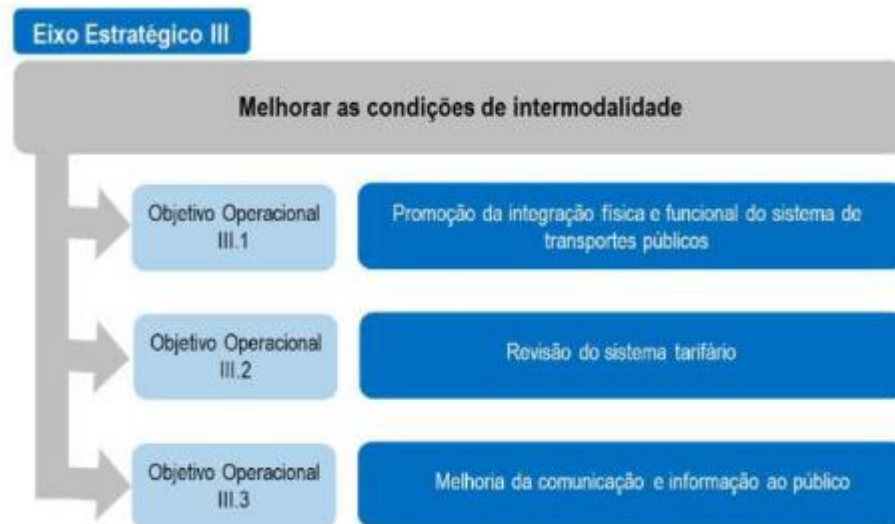 Eixo Estratégico III
Melhorar as condições de intermodalidade
Objetivo Operacional
III.1
Promoção da integração física e funcional do sistema de
transportes públicos
Objetivo Operacional
III.2
Revisão do sistema tarifário
Objetivo Operacional
III.3
Melhoria da comunicação e informação ao público